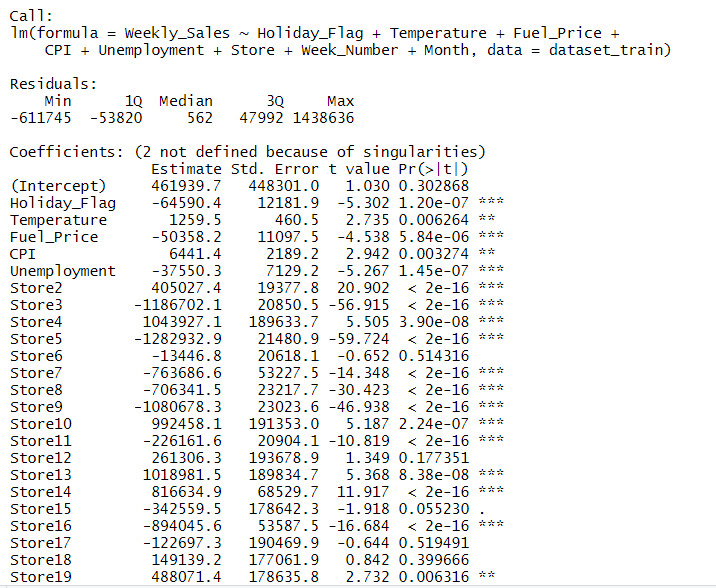 Call:
lm(formula = Weekly_Sales ~ Holiday_Flag + Temperature + Fuel_Price +
    CPI + Unemployment + Store + Week_Number + Month, data = dataset_train)

Residuals:
    Min      1Q  Median      3Q     Max
-611745  -53820     562   47992 1438636

Coefficients: (2 not defined because of singularities)
               Estimate Std. Error t value Pr(>|t|)
(Intercept)    461939.7   448301.0   1.030 0.302868
Holiday_Flag   -64590.4    12181.9  -5.302 1.20e-07 ***
Temperature      1259.5      460.5   2.735 0.006264 **
Fuel_Price     -50358.2    11097.5  -4.538 5.84e-06 ***
CPI              6441.4     2189.2   2.942 0.003274 **
Unemployment   -37550.3     7129.2  -5.267 1.45e-07 ***
Store2         405027.4    19377.8  20.902  < 2e-16 ***
Store3       -1186702.1    20850.5 -56.915  < 2e-16 ***
Store4        1043927.1   189633.7   5.505 3.90e-08 ***
Store5       -1282932.9    21480.9 -59.724  < 2e-16 ***
Store6         -13446.8    20618.1  -0.652 0.514316
Store7        -763686.6    53227.5 -14.348  < 2e-16 ***
Store8        -706341.5    23217.7 -30.423  < 2e-16 ***
Store9       -1080678.3    23023.6 -46.938  < 2e-16 ***
Store10        992458.1   191353.0   5.187 2.24e-07 ***
Store11       -226161.6    20904.1 -10.819  < 2e-16 ***
Store12        261306.3   193678.9   1.349 0.177351
Store13       1018981.5   189834.7   5.368 8.38e-08 ***
Store14        816634.9    68529.7  11.917  < 2e-16 ***
Store15       -342559.5   178642.3  -1.918 0.055230 .
Store16       -894045.6    53587.5 -16.684  < 2e-16 ***
Store17       -122697.3   190469.9  -0.644 0.519491
Store18        149139.2   177061.9   0.842 0.399666
Store19        488071.4   178635.8   2.732 0.006316 **